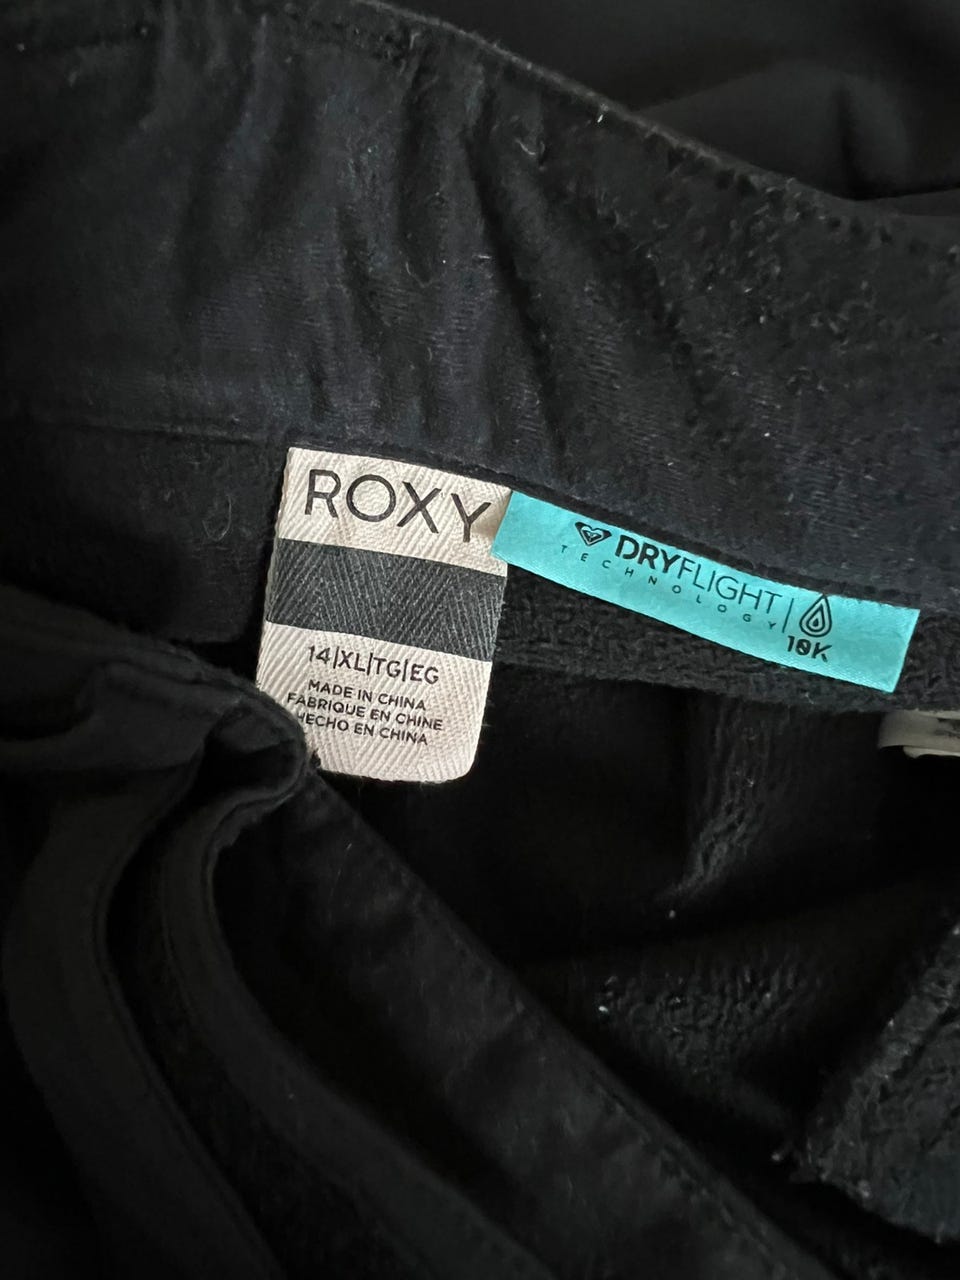 ROXY
14|XL|TG|EG
MADE IN CHINA
FABRIQUE EN CHINE
HECHO EN CHINA
DRYFLIGHT
TECHNOLOGY
10K